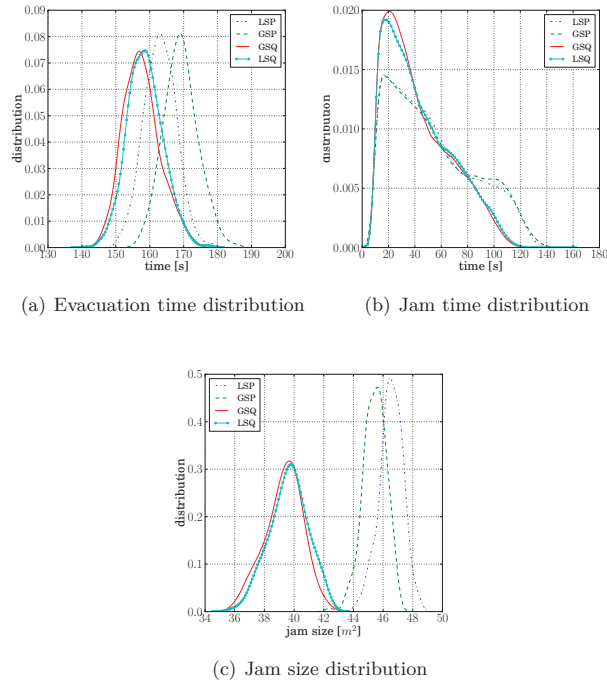 0.09
0.08
0.07
0.06
0.05
0.04
0.03
0.02
0.01
0.00
distribution
LSP
GSP
GSQ
LSQ
130 140 150 160 170 180 190 200
time [s]
(a) Evacuation time distribution
0.020
0.015
0.010
0.005
0.000
distribution
LSP
GSP
GSQ
LSQ
0 20 40 60 80 100 120 140 160 180
time [s]
(b) Jam time distribution
0.5
0.4
0.3
0.2
0.1
0.0
distribution
LSP
GSP
GSQ
LSQ
34 36 38 40 42 44 46 48 50
jam size [m²]
(c) Jam size distribution